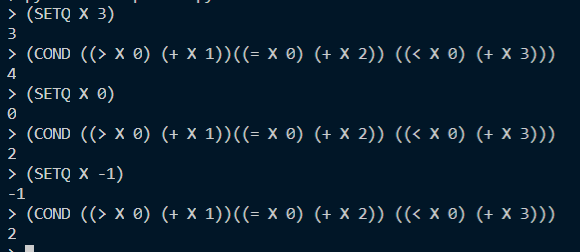 > (SETQ X 3)
3
> (COND ((> X 0) (+ X 1))((= X 0) (+ X 2)) ((< X 0) (+ X 3)))
4
> (SETQ X 0)
0
> (COND ((> X 0) (+ X 1))((= X 0) (+ X 2)) ((< X 0) (+ X 3)))
2
> (SETQ X -1)
-1
> (COND ((> X 0) (+ X 1))((= X 0) (+ X 2)) ((< X 0) (+ X 3)))
2
>